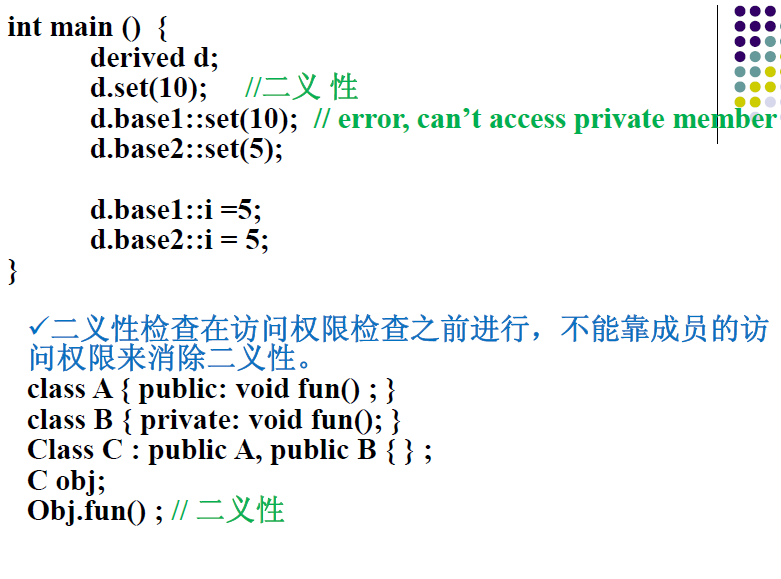 int main ()  {
derived d;
d.set(10);     //二义 性
d.base1::set(10);  // error, can’t access private member
d.base2::set(5);
d.base1::i =5;
d.base2::i = 5;
}
✓二义性检查在访问权限检查之前进行，不能靠成员的访
问权限来消除二义性。
class A { public: void fun() ; }
class B { private: void fun(); }
Class C : public A, public B { } ;
C obj;
Obj.fun() ; // 二义性